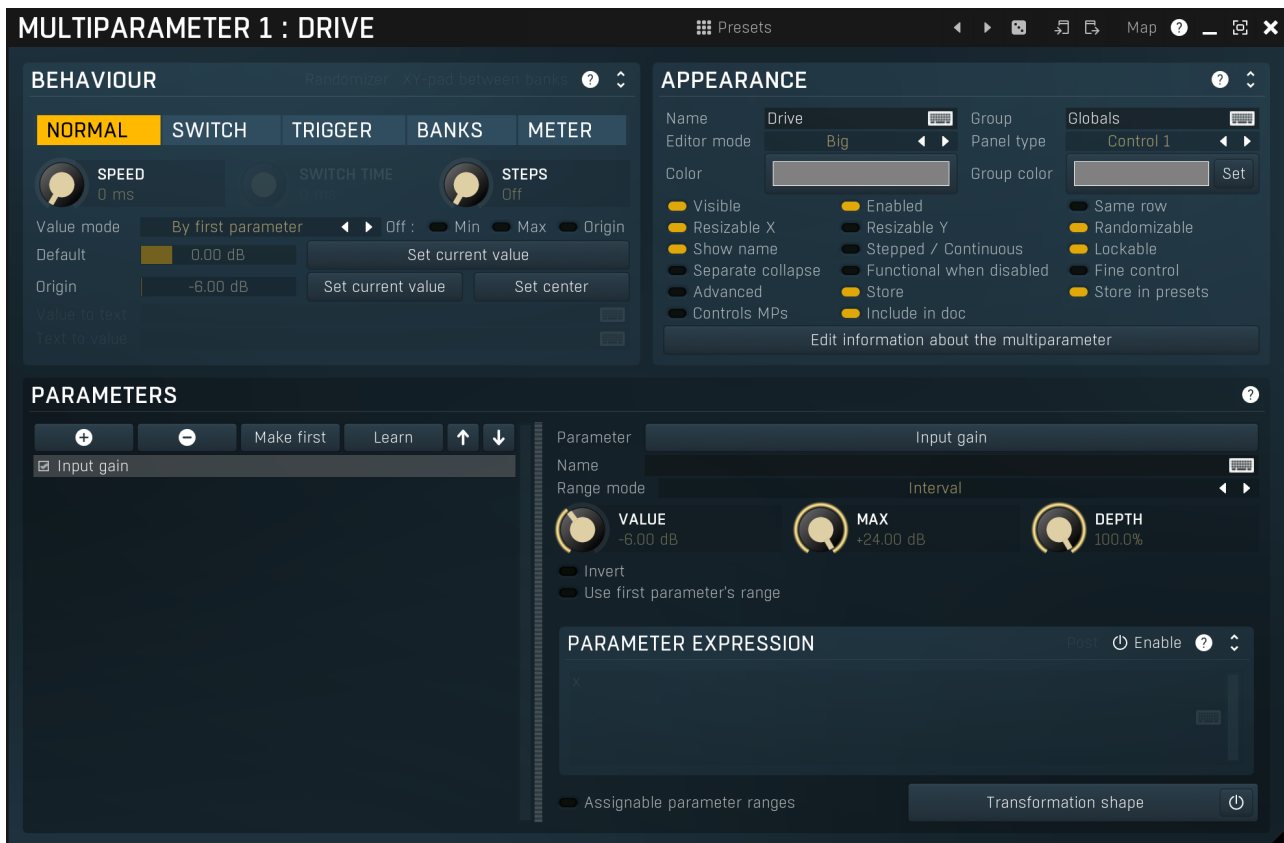 MULTIPARAMETER 1 : DRIVE Presets Map ?
BEHAVIOUR Randomizer XY-pad between banks ?
NORMAL SWITCH TRIGGER BANKS METER
SPEED SWITCH TIME STEPS
0 ms Off
Value mode By first parameter Off : Min Max Origin
Default 0.00 dB Set current value
Origin -6.00 dB Set current value Set center
Value to text
Text to value
APPEARANCE ?
Name Drive Group Globals
Editor mode Big Panel type Control 1
Color Group color Set
Visible Enabled Same row
Resizable X Resizable Y Randomizable
Show name Stepped / Continuous Lockable
Separate collapse Functional when disabled Fine control
Advanced Store Store in presets
Controls MPs Include in doc
Edit information about the multiparameter
PARAMETERS ?
Make first Learn
Input gain
Parameter Input gain
Name
Range mode Interval
VALUE MAX DEPTH
-6.00 dB +24.00 dB 100.0%
Invert
Use first parameter's range
PARAMETER EXPRESSION Post Enable ?
x
Assignable parameter ranges Transformation shape